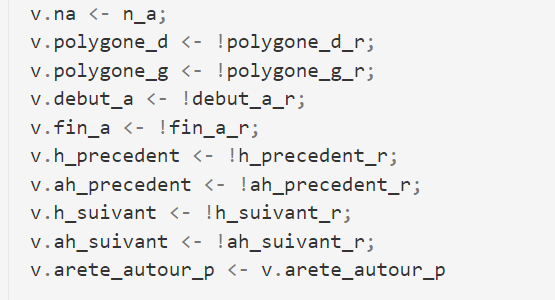 v.na <- n_a;
v.polygone_d <- !polygone_d_r;
v.polygone_g <- !polygone_g_r;
v.debut_a <- !debut_a_r;
v.fin_a <- !fin_a_r;
v.h_precedent <- !h_precedent_r;
v.ah_precedent <- !ah_precedent_r;
v.h_suivant <- !h_suivant_r;
v.ah_suivant <- !ah_suivant_r;
v.arete_autour_p <- v.arete_autour_p